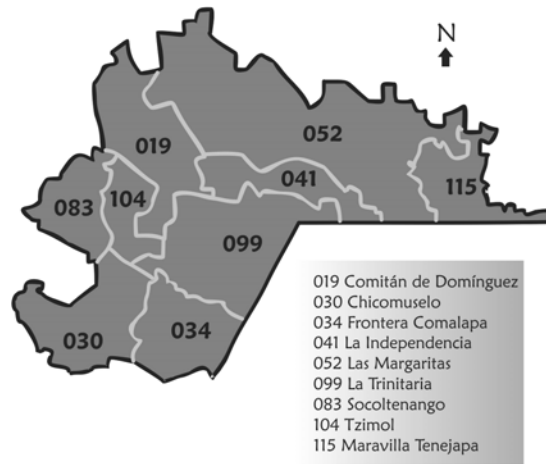 N
052
019
041
115
104
083
099
034
030
019 Comitán de Domínguez
030 Chicomuselo
034 Frontera Comalapa
041 La Independencia
052 Las Margaritas
099 La Trinitaria
083 Socoltenango
104 Tzimol
115 Maravilla Tenejapa